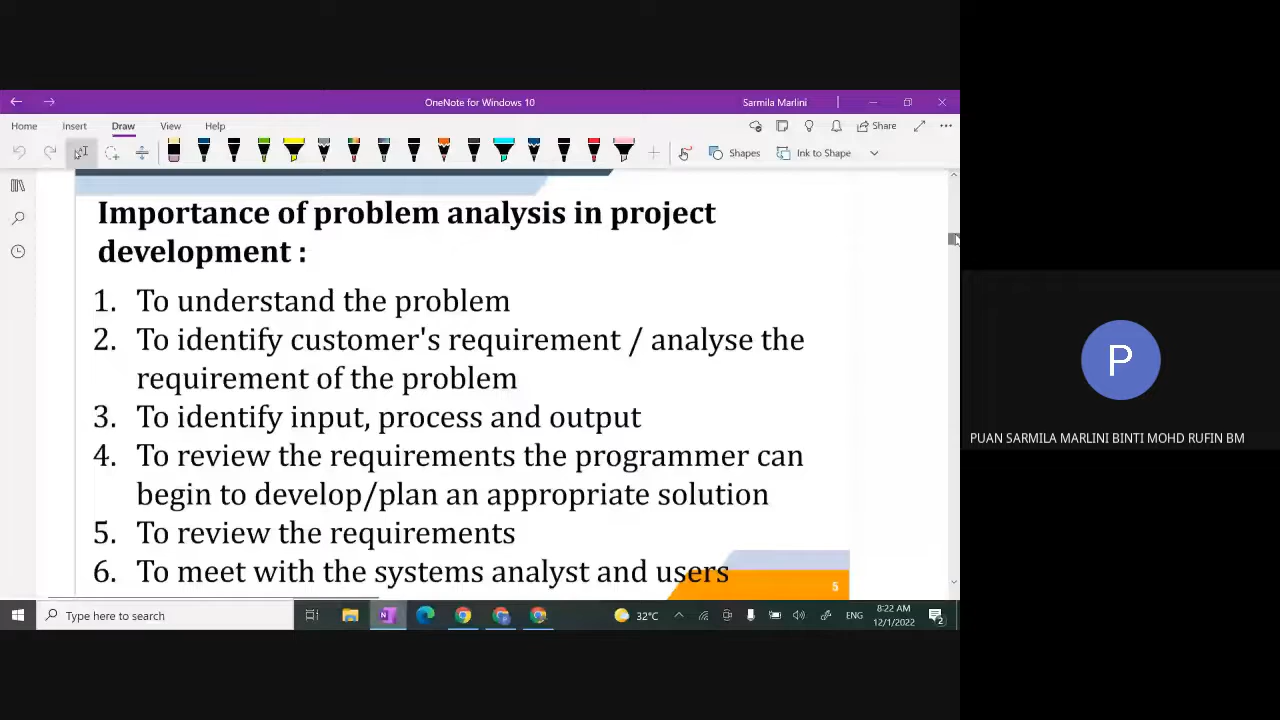 OneNote for Windows 10
Sarmila Marlini
Home Insert Draw View Help
Share
Shapes
Ink to Shape
Importance of problem analysis in project
development :
1. To understand the problem
2. To identify customer's requirement / analyse the
requirement of the problem
3. To identify input, process and output
4. To review the requirements the programmer can
begin to develop/plan an appropriate solution
5. To review the requirements
6. To meet with the systems analyst and users
5
P
PUAN SARMILA MARLINI BINTI MOHD RUFIN BM
Type here to search
32°C
ENG
8:22 AM
12/1/2022
2